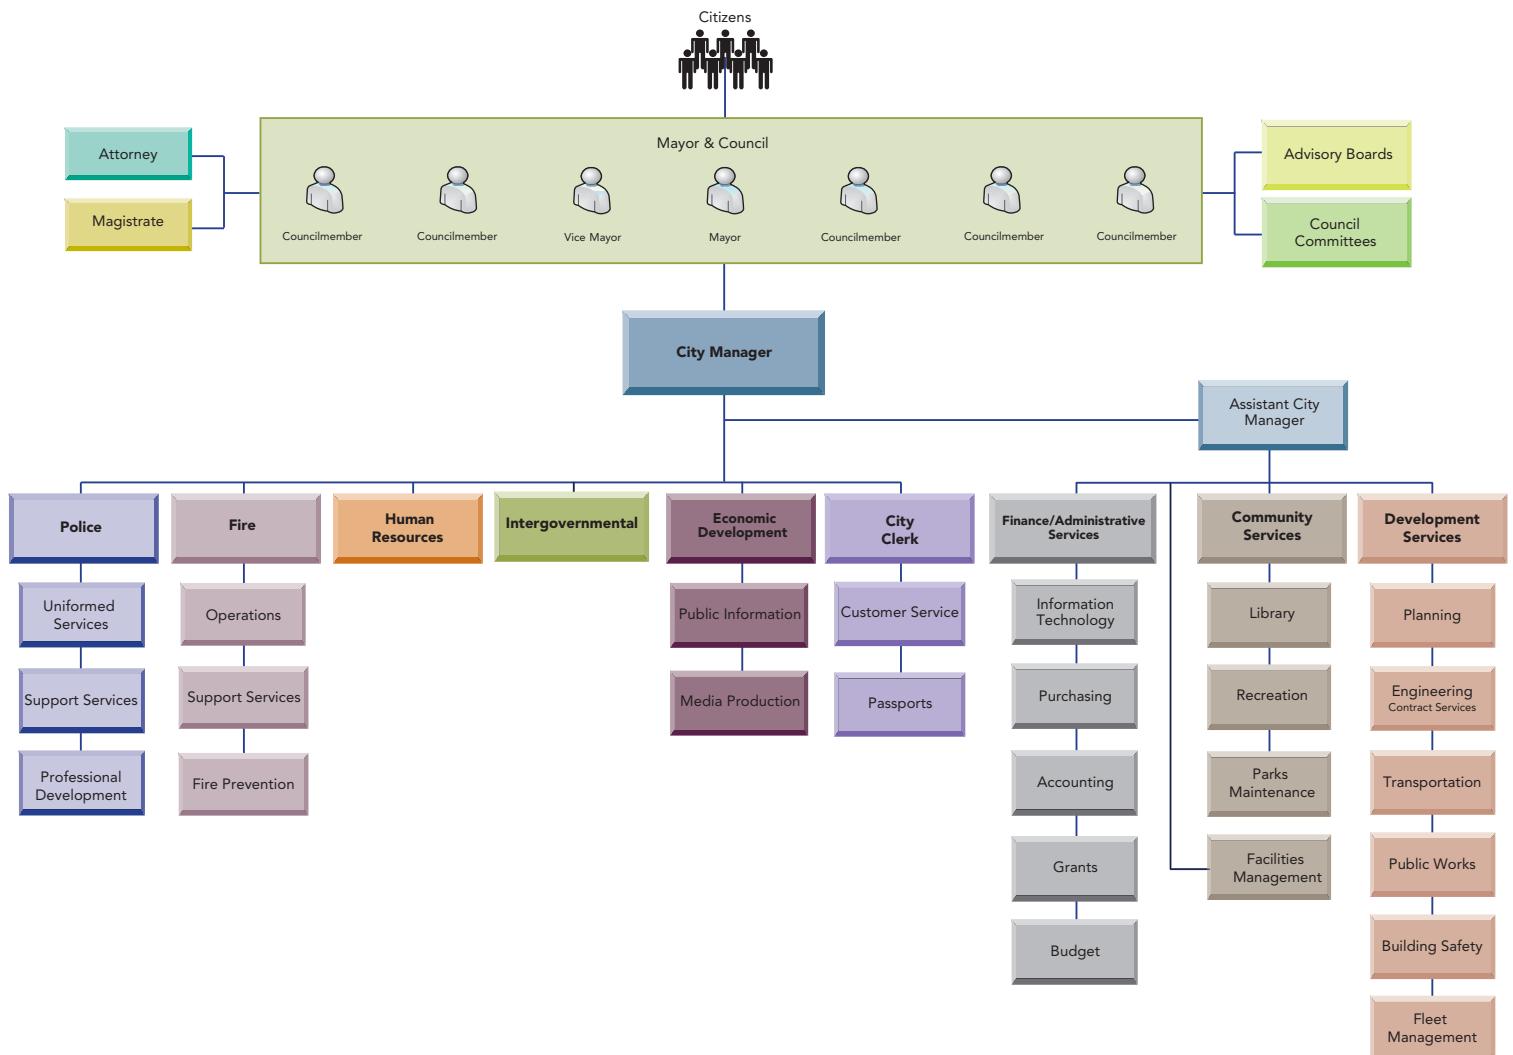 Citizens
Mayor & Council
Attorney
Magistrate
Councilmember
Councilmember
Vice Mayor
Mayor
Councilmember
Councilmember
Councilmember
Advisory Boards
Council
Committees
City Manager
Assistant City
Manager
Police
Fire
Human
Resources
Intergovernmental
Economic
Development
City
Clerk
Finance/Administrative
Services
Community
Services
Development
Services
Uniformed
Services
Support Services
Professional
Development
Operations
Support Services
Fire Prevention
Public Information
Media Production
Customer Service
Passports
Information
Technology
Purchasing
Accounting
Grants
Budget
Library
Recreation
Parks
Maintenance
Facilities
Management
Planning
Engineering
Contract Services
Transportation
Public Works
Building Safety
Fleet
Management